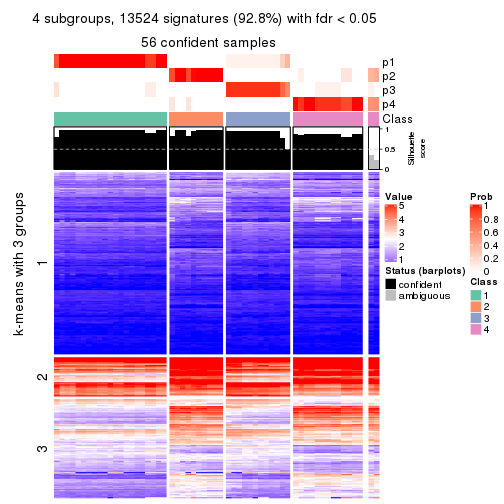 4 subgroups, 13524 signatures (92.8%) with fdr < 0.05
56 confident samples
p1
p2
p3
p4
Class
1
0.5
0
Silhouette
score
k-means with 3 groups
1
2
3
Value
5
4
3
2
1
Status (barplots)
confident
ambiguous
Prob
1
0.8
0.6
0.4
0.2
0
Class
1
2
3
4